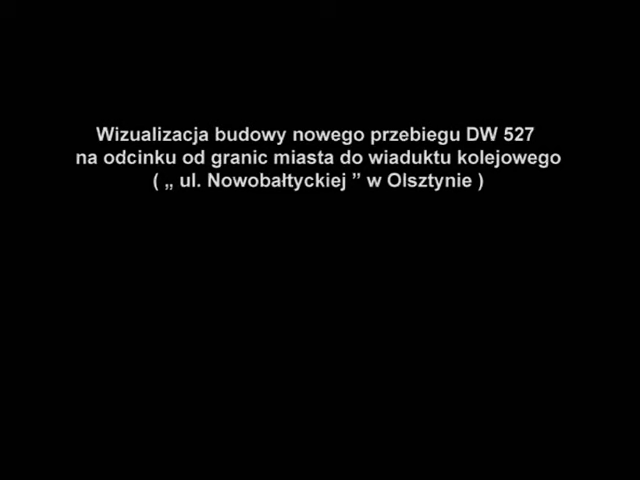 Wizualizacja budowy nowego przebiegu DW 527
na odcinku od granic miasta do wiaduktu kolejowego
( „ ul. Nowobałtyckiej ” w Olsztynie )